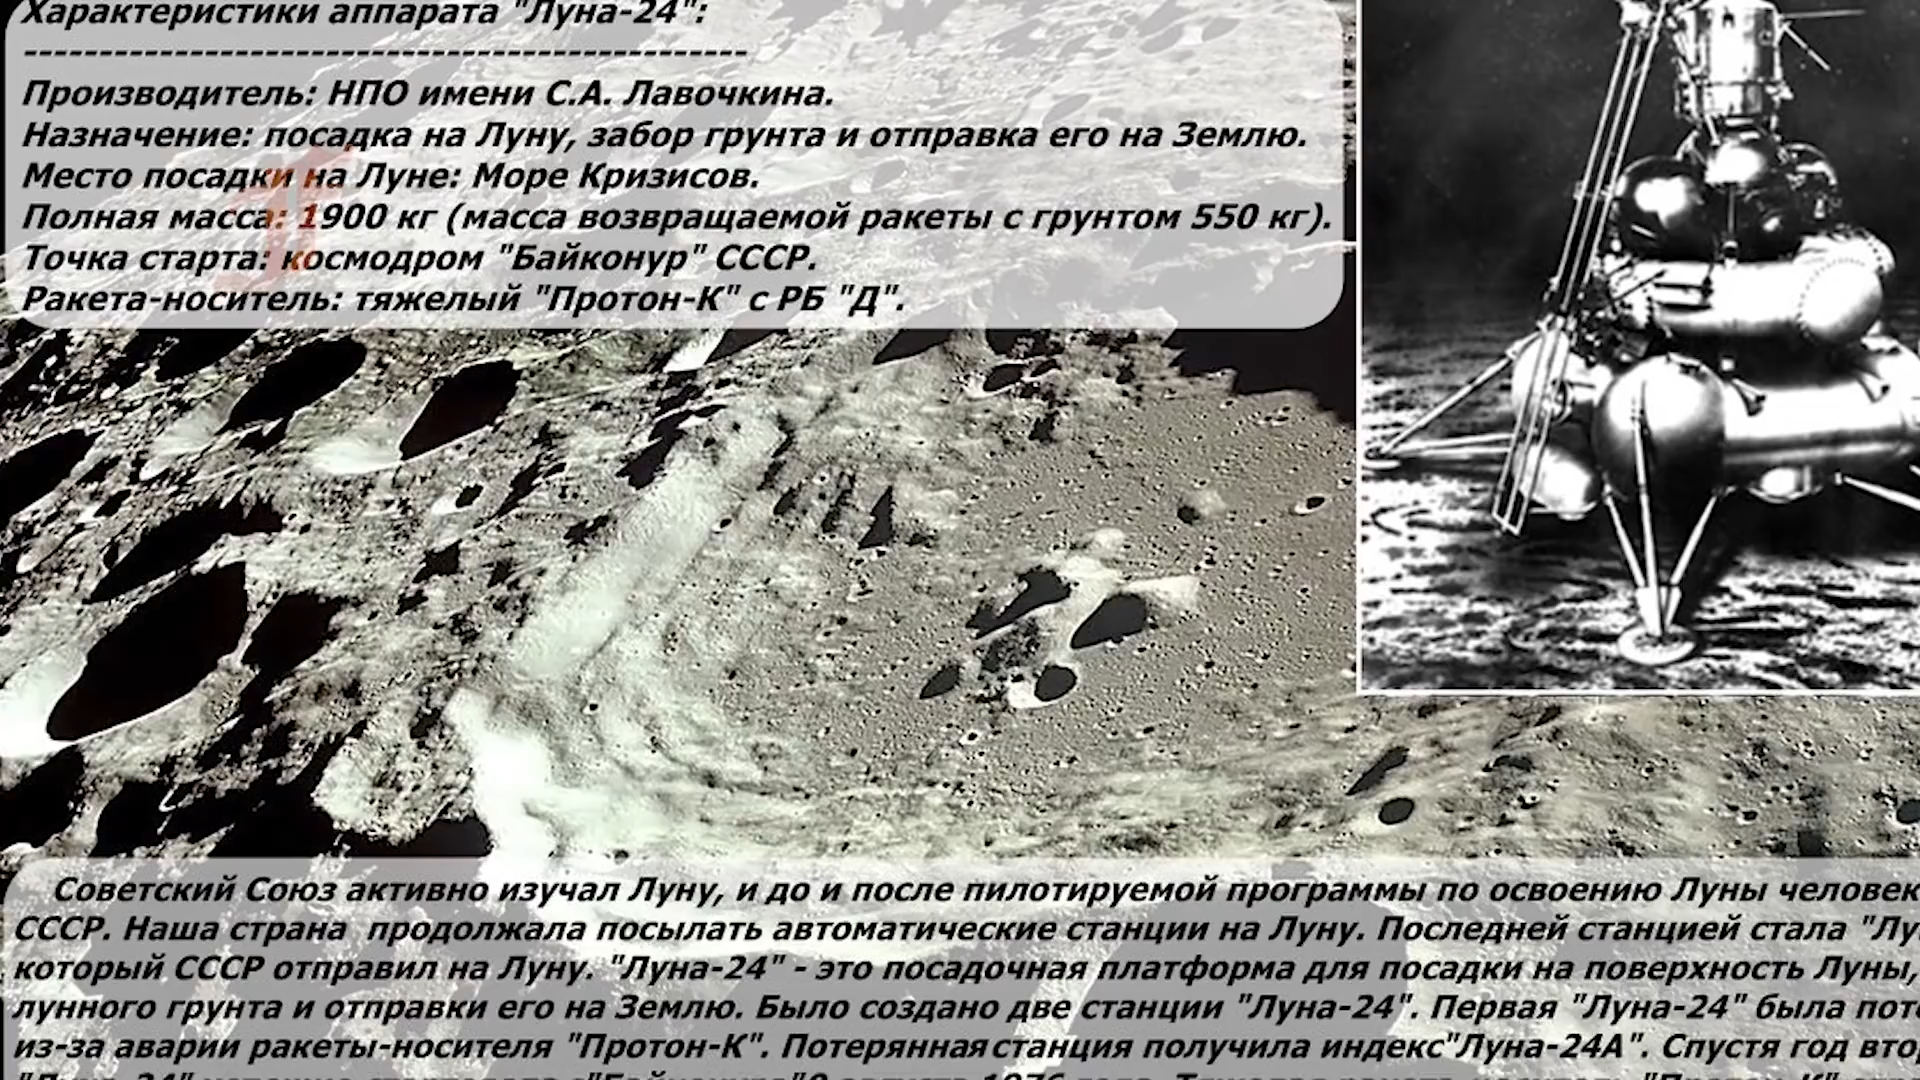 Характеристики аппарата "Луна-24":
------------------------------------------------
Производитель: НПО имени С.А. Лавочкина.
Назначение: посадка на Луну, забор грунта и отправка его на Землю.
Место посадки на Луне: Море Кризисов.
Полная масса: 1900 кг (масса возвращаемой ракеты с грунтом 550 кг).
Точка старта: космодром "Байконур" СССР.
Ракета-носитель: тяжелый "Протон-К" с РБ "Д".
Советский Союз активно изучал Луну, и до и после пилотируемой программы по освоению Луны человек
СССР. Наша страна продолжала посылать автоматические станции на Луну. Последней станцией стала "Лу
который СССР отправил на Луну. "Луна-24" - это посадочная платформа для посадки на поверхность Луны,
лунного грунта и отправки его на Землю. Было создано две станции "Луна-24". Первая "Луна-24" была пот
из-за аварии ракеты-носителя "Протон-К". Потерянная станция получила индекс"Луна-24А". Спустя год вто